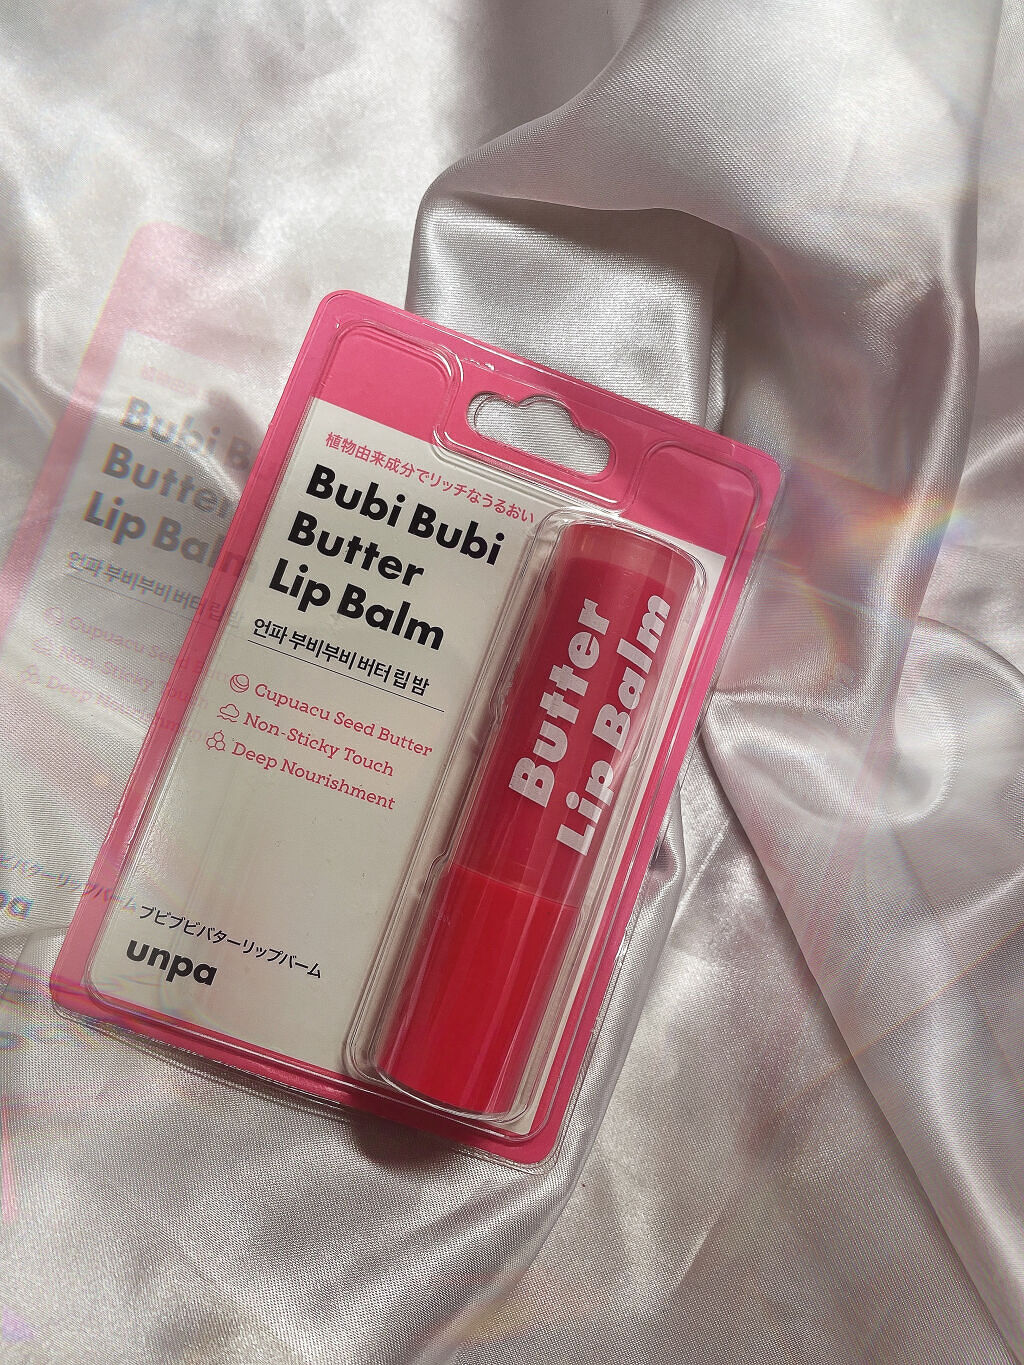 植物由来成分でリッチなうるおい
Bubi Bubi
Butter
Lip Balm
언파 부비부비 버터 립 밤
Cupuacu Seed Butter
Non-Sticky Touch
Deep Nourishment
ブビブビバターリップバーム
unpa
Butter
Lip Balm